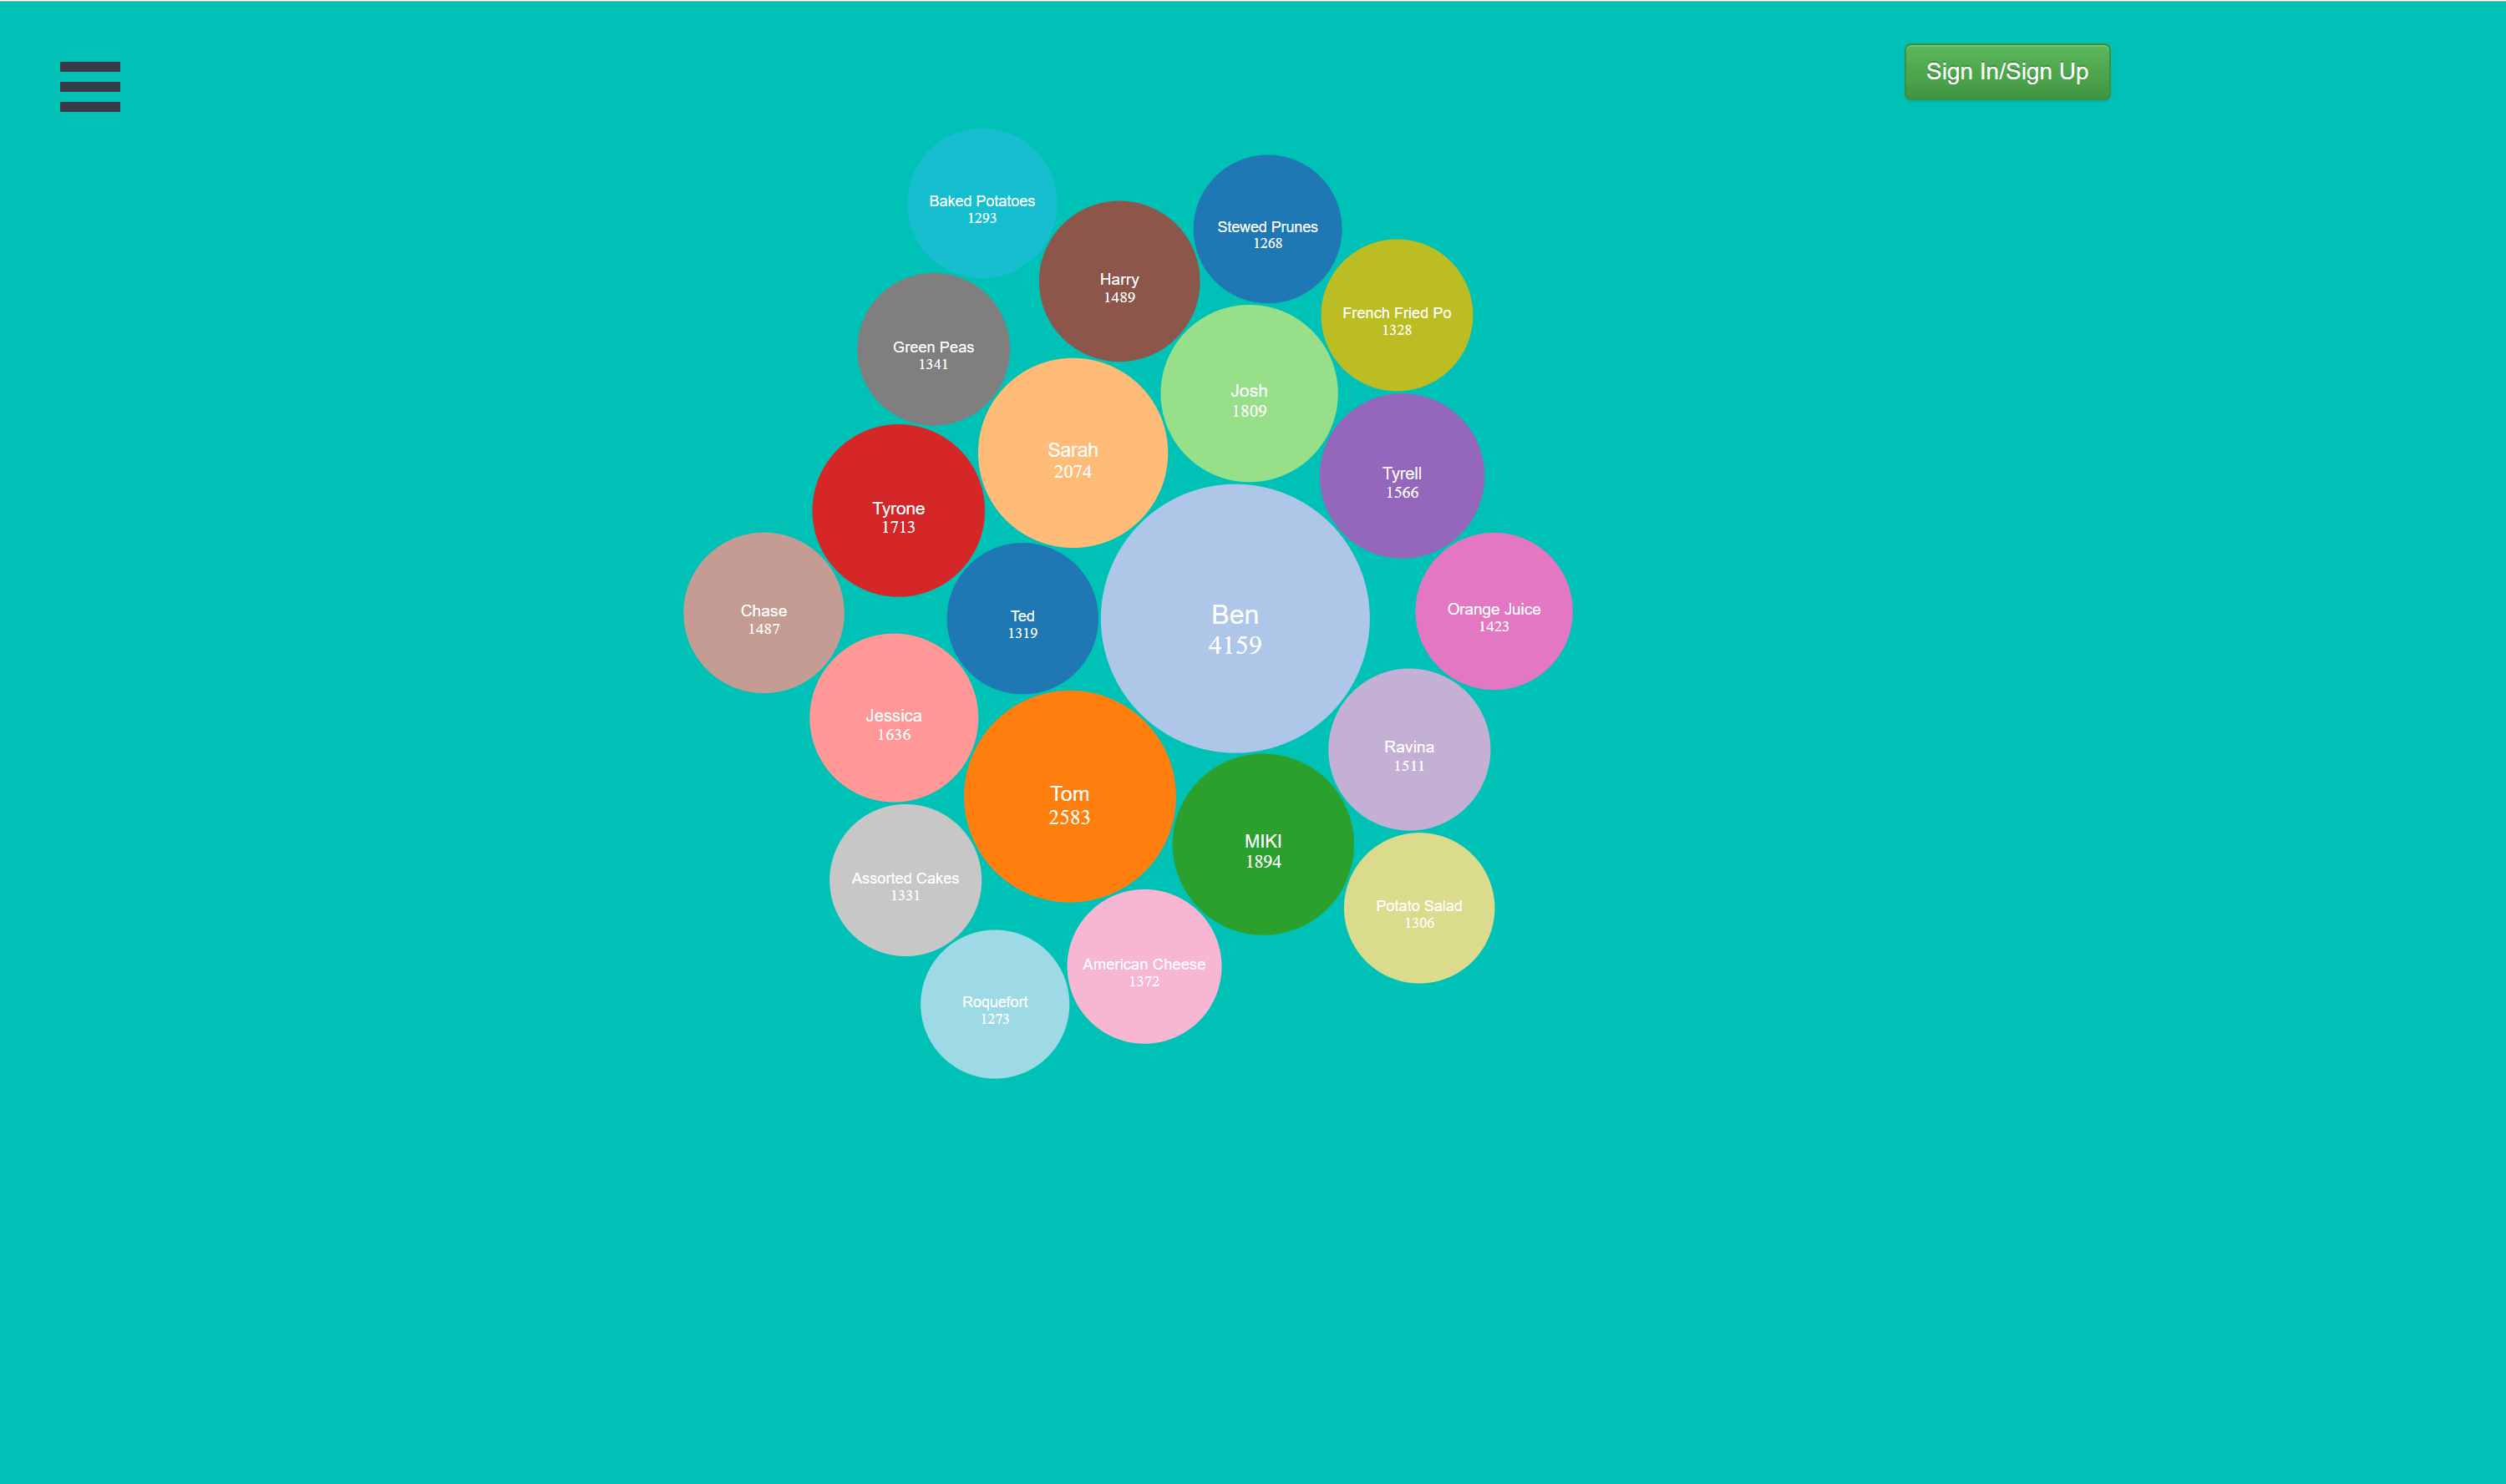 Sign In/Sign Up
Baked Potatoes
1293
Stewed Prunes
1268
Harry
1489
French Fried Po
1328
Green Peas
1341
Josh
1809
Sarah
2074
Tyrell
1566
Tyrone
1713
Chase
1487
Ted
1319
Ben
4159
Orange Juice
1423
Jessica
1636
Ravina
1511
Tom
2583
MIKI
1894
Assorted Cakes
1331
Potato Salad
1306
American Cheese
1372
Roquefort
1273